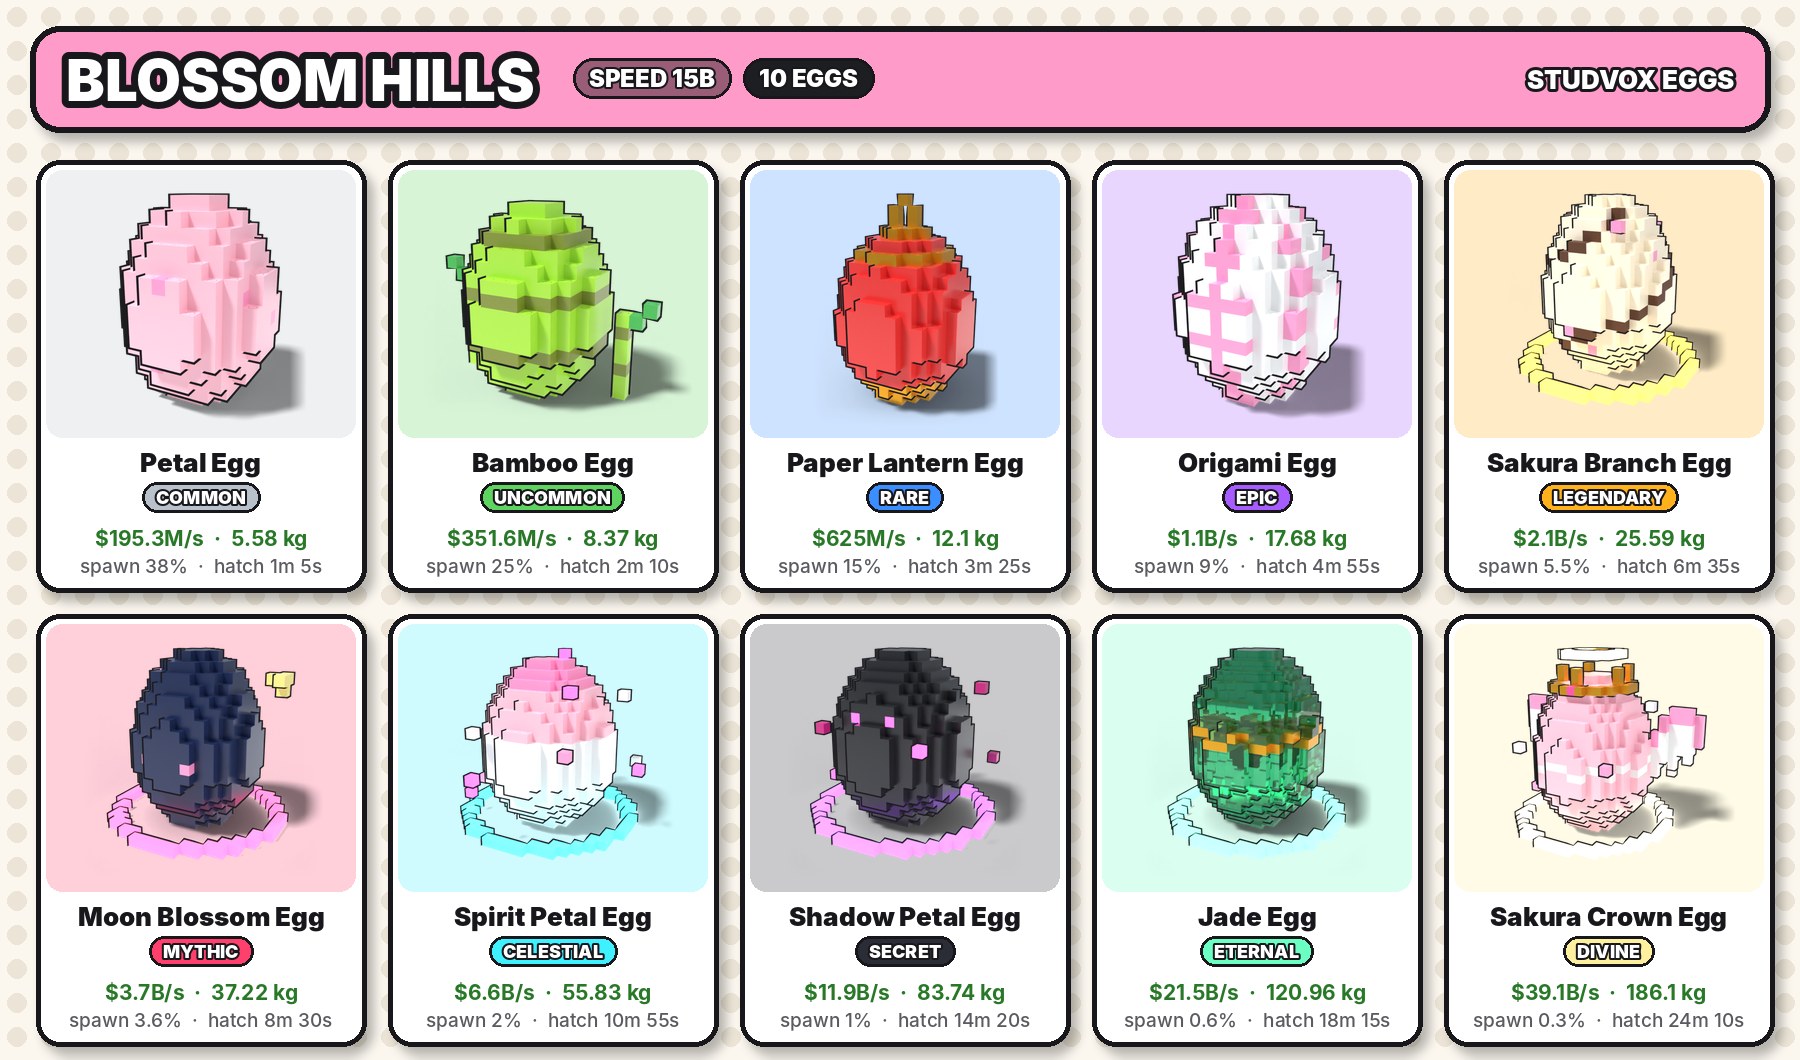 BLOSSOM HILLS
SPEED 15B
10 EGGS
STUDVOX EGGS
Petal Egg
COMMON
$195.3M/s · 5.58 kg
spawn 38% · hatch 1m 5s
Bamboo Egg
UNCOMMON
$351.6M/s · 8.37 kg
spawn 25% · hatch 2m 10s
Paper Lantern Egg
RARE
$625M/s · 12.1 kg
spawn 15% · hatch 3m 25s
Origami Egg
EPIC
$1.1B/s · 17.68 kg
spawn 9% · hatch 4m 55s
Sakura Branch Egg
LEGENDARY
$2.1B/s · 25.59 kg
spawn 5.5% · hatch 6m 35s
Moon Blossom Egg
MYTHIC
$3.7B/s · 37.22 kg
spawn 3.6% · hatch 8m 30s
Spirit Petal Egg
CELESTIAL
$6.6B/s · 55.83 kg
spawn 2% · hatch 10m 55s
Shadow Petal Egg
SECRET
$11.9B/s · 83.74 kg
spawn 1% · hatch 14m 20s
Jade Egg
ETERNAL
$21.5B/s · 120.96 kg
spawn 0.6% · hatch 18m 15s
Sakura Crown Egg
DIVINE
$39.1B/s · 186.1 kg
spawn 0.3% · hatch 24m 10s